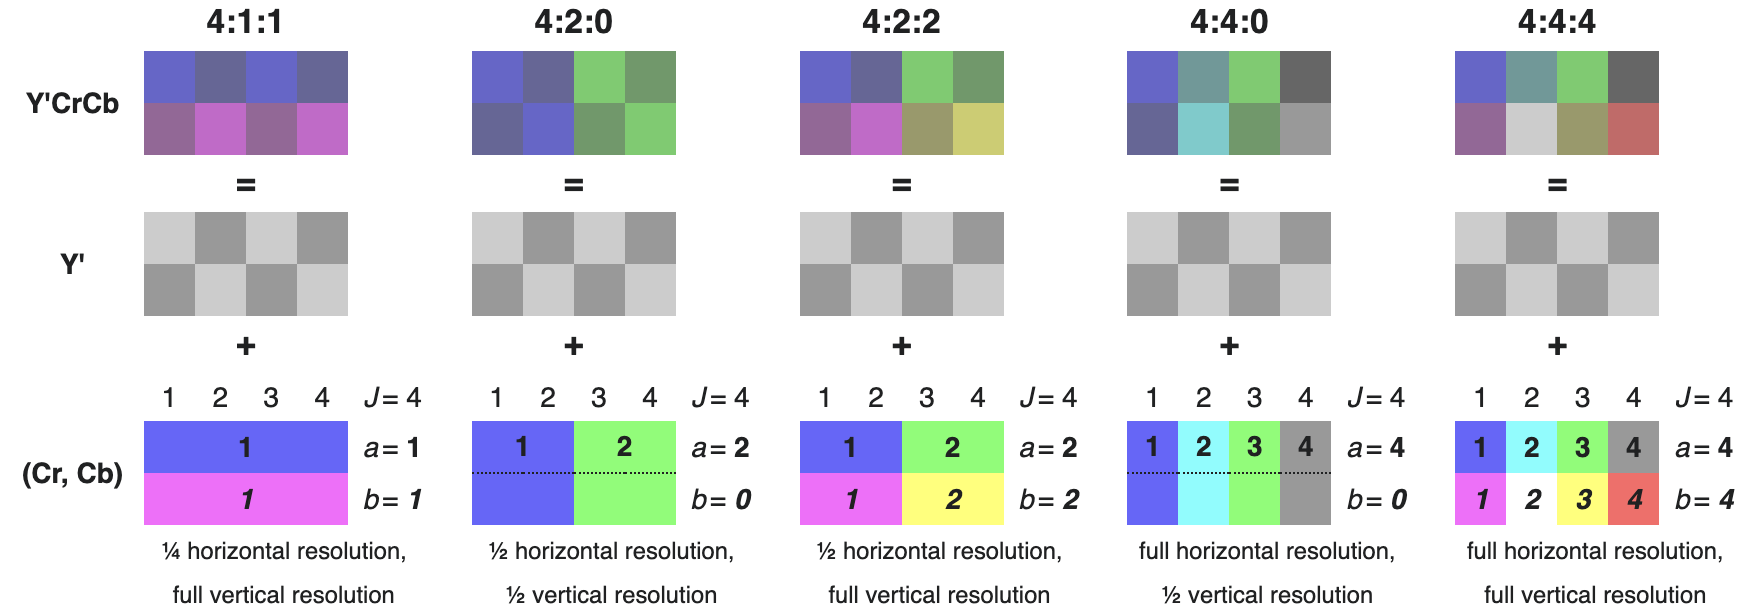 4:1:1 4:2:0 4:2:2 4:4:0 4:4:4
Y'CrCb
= = = = =
Y'
+ + + + +
1 2 3 4 J = 4 1 2 3 4 J = 4 1 2 3 4 J = 4 1 2 3 4 J = 4 1 2 3 4 J = 4
1 a = 1 1 2 a = 2 1 2 a = 2 1 2 3 4 a = 4 1 2 3 4 a = 4
(Cr, Cb)
1 b = 1 b = 0 1 2 b = 2 b = 0 1 2 3 4 b = 4
¼ horizontal resolution, ½ horizontal resolution, ½ horizontal resolution, full horizontal resolution, full horizontal resolution,
full vertical resolution ½ vertical resolution full vertical resolution ½ vertical resolution full vertical resolution